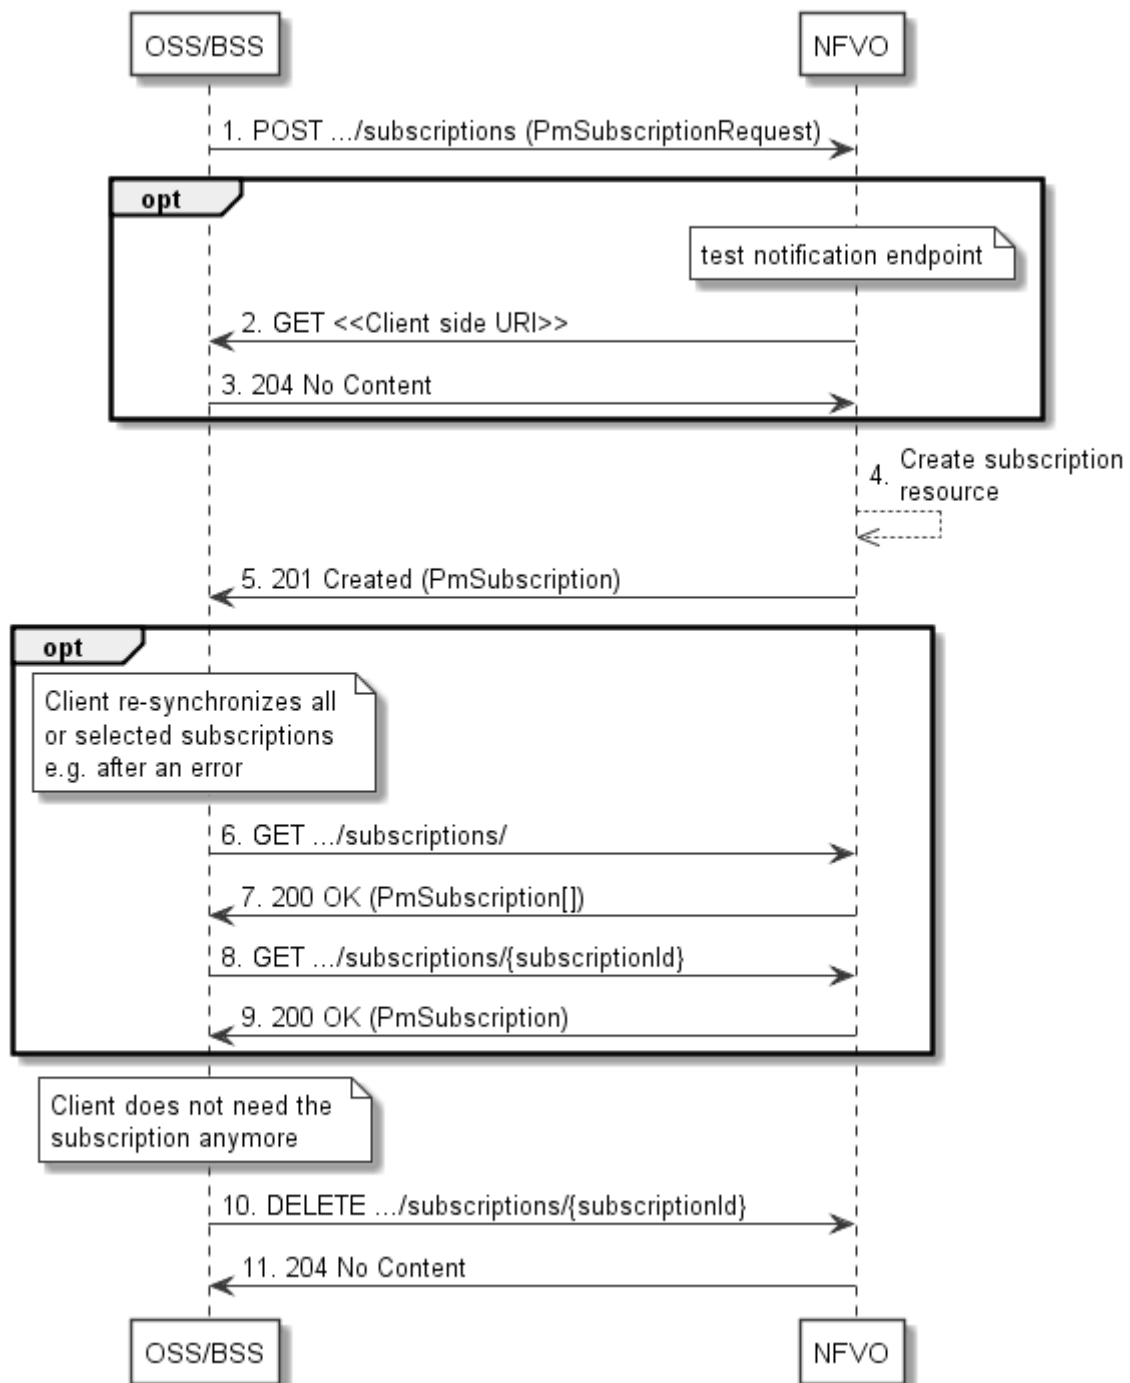 OSS/BSS
NFVO
1. POST .../subscriptions (PmSubscriptionRequest)
opt
test notification endpoint
2. GET <<Client side URI>>
3. 204 No Content
4. Create subscription
resource
5. 201 Created (PmSubscription)
opt
Client re-synchronizes all
or selected subscriptions
e.g. after an error
6. GET .../subscriptions/
7. 200 OK (PmSubscription[])
8. GET .../subscriptions/{subscriptionId}
9. 200 OK (PmSubscription)
Client does not need the
subscription anymore
10. DELETE .../subscriptions/{subscriptionId}
11. 204 No Content
OSS/BSS
NFVO